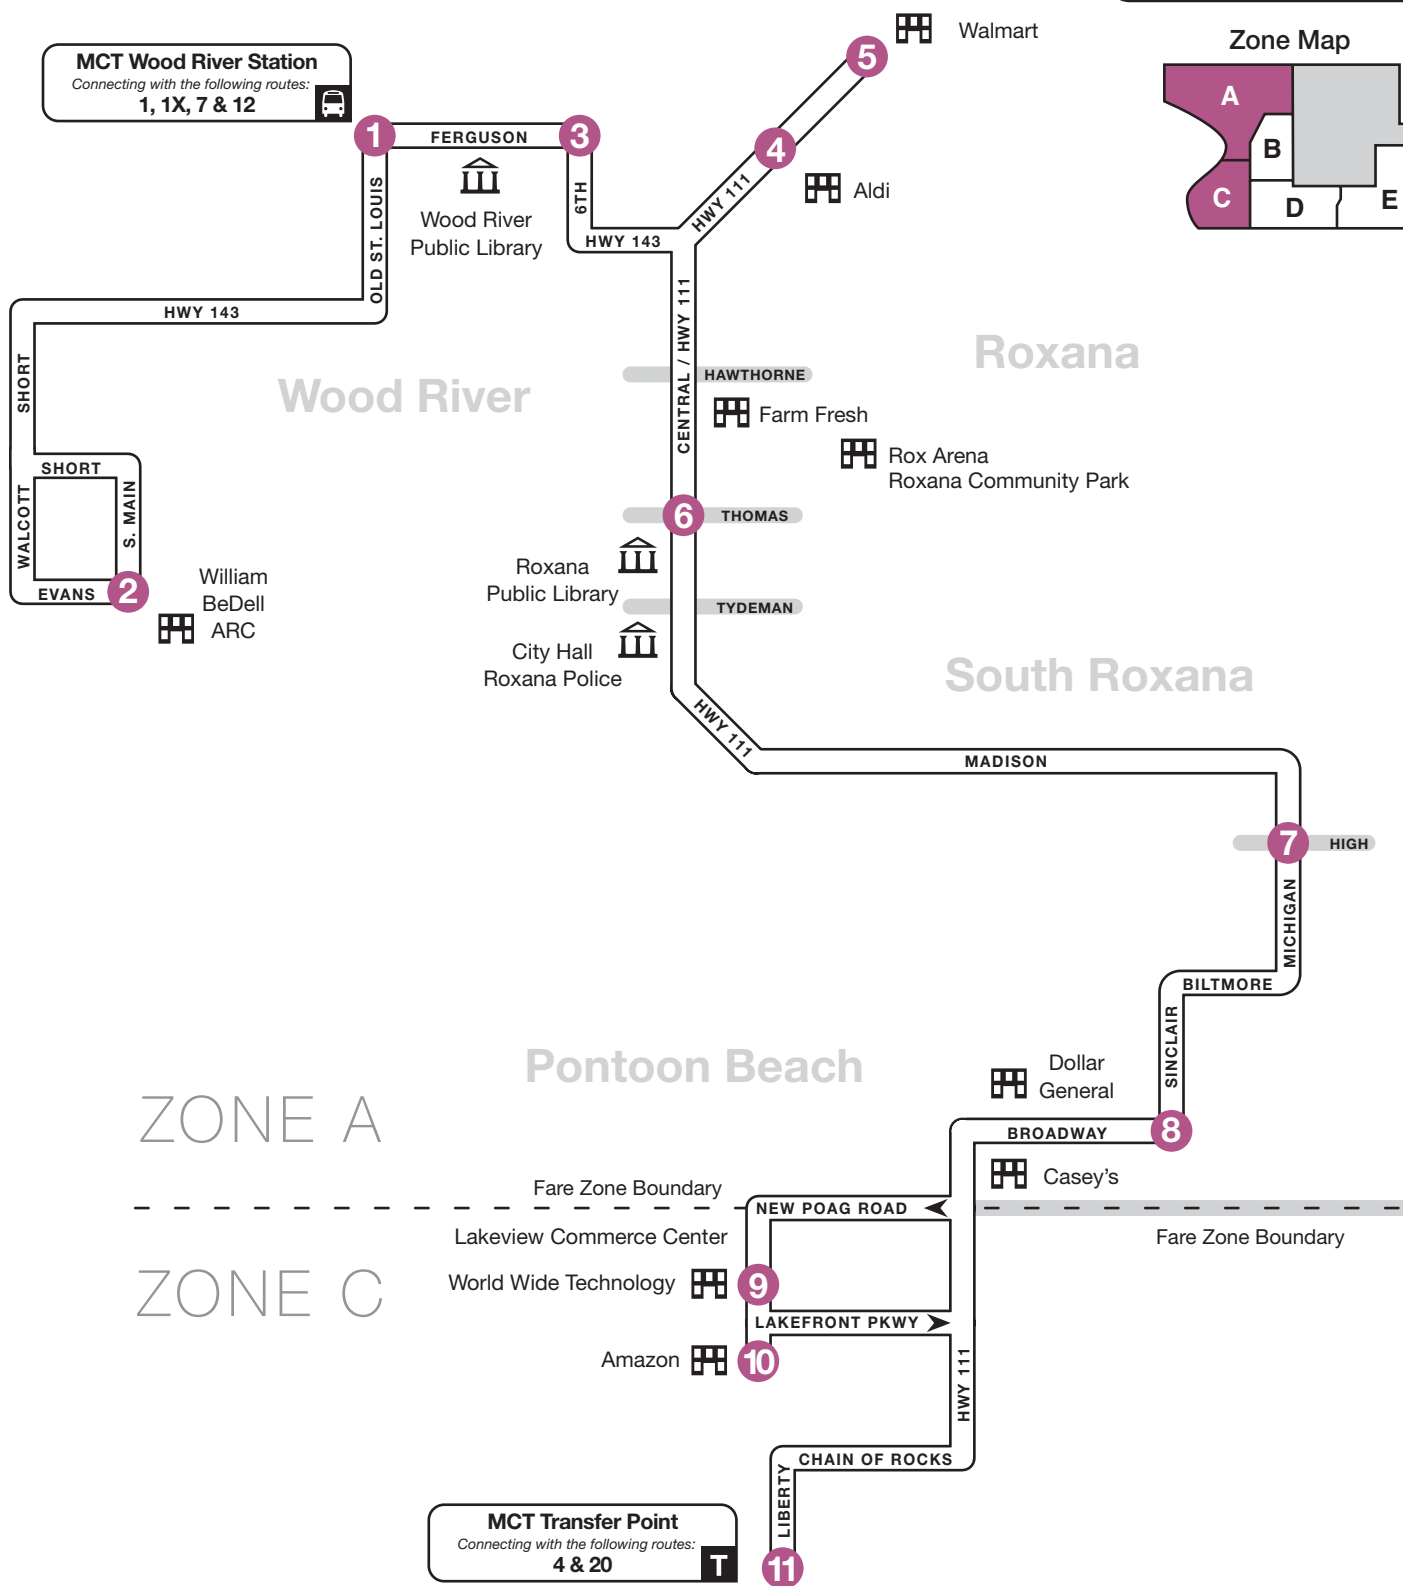 Walmart
Zone Map
MCT Wood River Station
Connecting with the following routes:
1, 1X, 7 & 12
5
A
1
FERGUSON
3
B
4
HWY 111
Aldi
C
D
E
OLD ST. LOUIS
6TH
Wood River
Public Library
HWY 143
HWY 143
CENTRAL / HWY 111
SHORT
Roxana
HAWTHORNE
Wood River
Farm Fresh
Rox Arena
Roxana Community Park
SHORT
WALCOTT
S. MAIN
6
THOMAS
Roxana
Public Library
EVANS
2
William
BeDell
ARC
TYDEMAN
City Hall
Roxana Police
South Roxana
HWY 111
MADISON
7
HIGH
MICHIGAN
BILTMORE
SINCLAIR
Pontoon Beach
Dollar
General
ZONE A
BROADWAY
8
Casey's
Fare Zone Boundary
NEW POAG ROAD
Lakeview Commerce Center
Fare Zone Boundary
ZONE C
World Wide Technology
9
LAKEFRONT PKWY
Amazon
10
HWY 111
CHAIN OF ROCKS
LIBERTY
MCT Transfer Point
Connecting with the following routes:
4 & 20
T
11